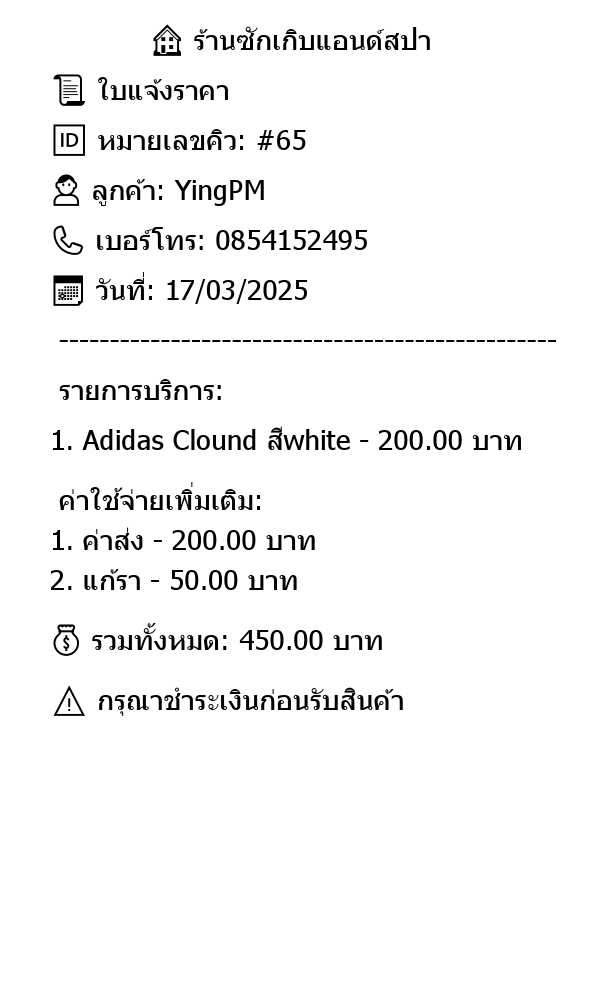 🏠 ร้านซักเกิบแอนด์สปา
📜 ใบแจ้งราคา
🆔 หมายเลขคิว: #65
👤 ลูกค้า: YingPM
📞 เบอร์โทร: 0854152495
📅 วันที่: 17/03/2025
-------------------------------------------------
รายการบริการ:
1. Adidas Clound สีwhite - 200.00 บาท
ค่าใช้จ่ายเพิ่มเติม:
1. ค่าส่ง - 200.00 บาท
2. แก้รา - 50.00 บาท
💰 รวมทั้งหมด: 450.00 บาท
⚠ กรุณาชำระเงินก่อนรับสินค้า